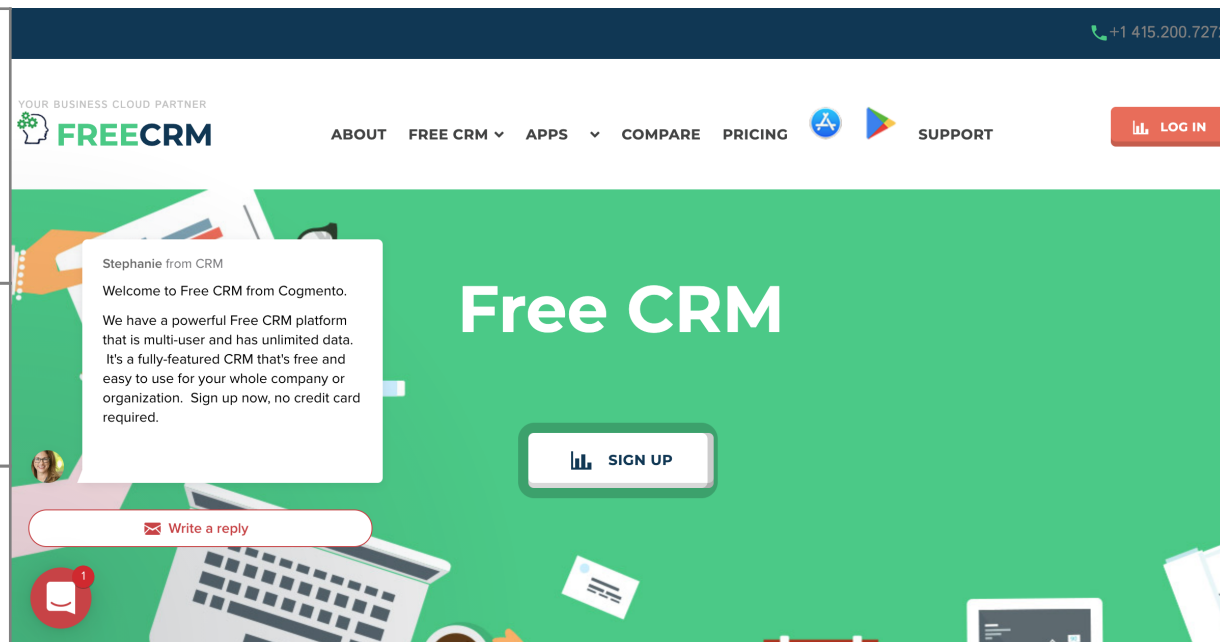 +1 415.200.727
YOUR BUSINESS CLOUD PARTNER
FREECRM
ABOUT FREE CRM APPS COMPARE PRICING SUPPORT
LOG IN
Stephanie from CRM
Welcome to Free CRM from Cogmento.
We have a powerful Free CRM platform
that is multi-user and has unlimited data.
It's a fully-featured CRM that's free and
easy to use for your whole company or
organization. Sign up now, no credit card
required.
Free CRM
SIGN UP
Write a reply
1